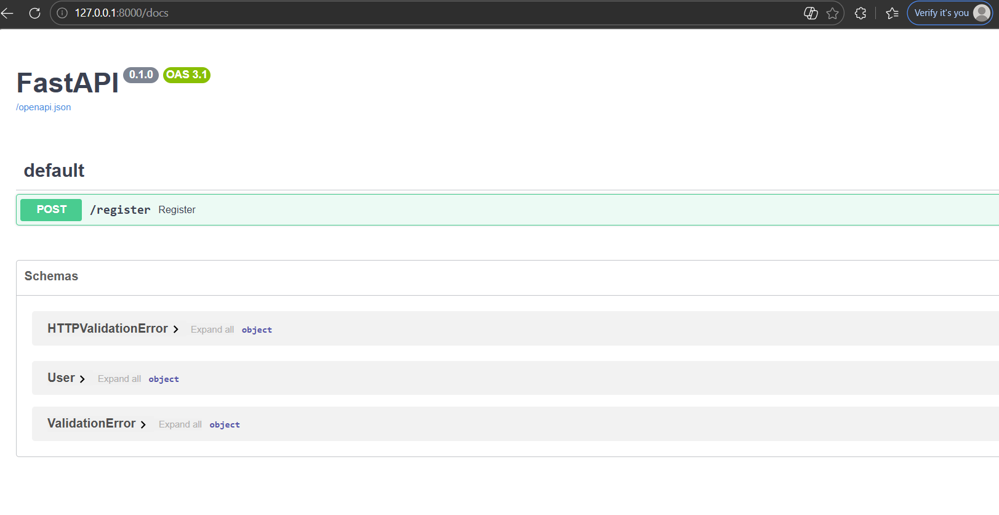 127.0.0.1:8000/docs
Verify it's you
FastAPI 0.1.0 OAS 3.1
/openapi.json
default
POST /register Register
Schemas
HTTPValidationError Expand all object
User Expand all object
ValidationError Expand all object